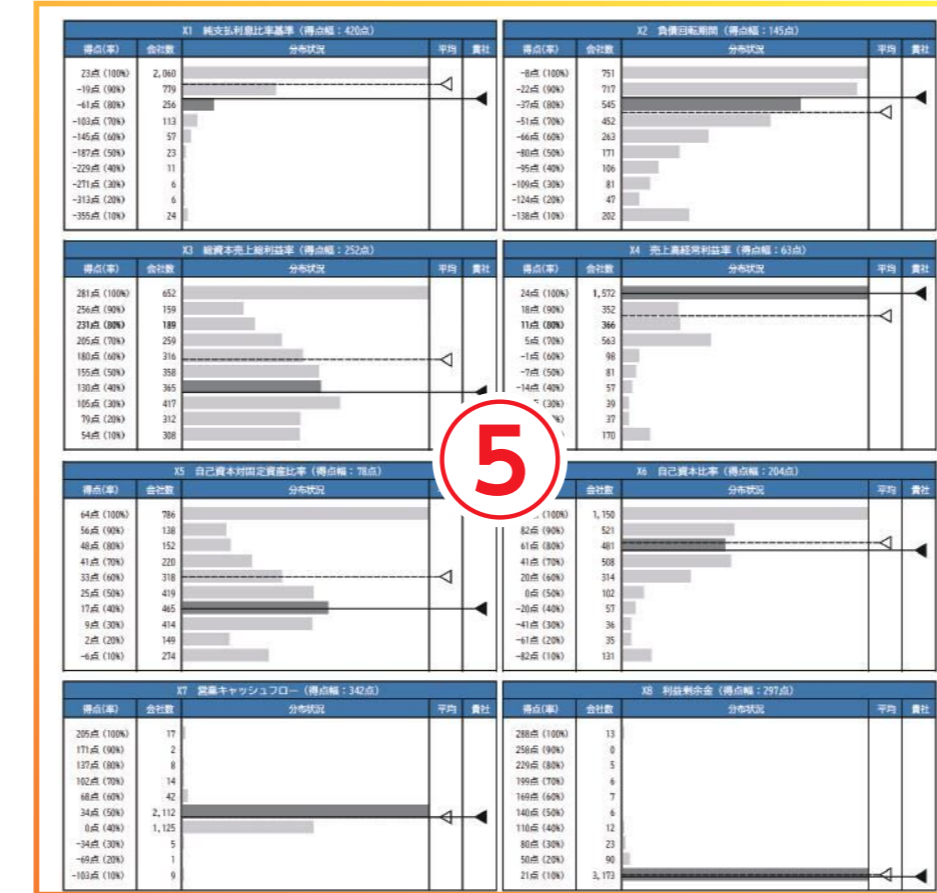 X1 純支払利息比率基準（得点幅：420点）
得点(率) 会社数 分布状況 平均 貴社
23点 (100%) 2,060
-19点 (90%) 779
-61点 (80%) 256
-103点 (70%) 113
-145点 (60%) 57
-187点 (50%) 23
-229点 (40%) 11
-271点 (30%) 6
-313点 (20%) 6
-355点 (10%) 24
X2 負債回転期間（得点幅：145点）
得点(率) 会社数 分布状況 平均 貴社
-8点 (100%) 751
-22点 (90%) 717
-37点 (80%) 545
-51点 (70%) 452
-66点 (60%) 263
-80点 (50%) 171
-95点 (40%) 106
-109点 (30%) 81
-124点 (20%) 47
-138点 (10%) 202
X3 総資本売上総利益率（得点幅：252点）
得点(率) 会社数 分布状況 平均 貴社
281点 (100%) 652
256点 (90%) 159
231点 (80%) 189
205点 (70%) 259
180点 (60%) 316
155点 (50%) 358
130点 (40%) 365
105点 (30%) 417
79点 (20%) 312
54点 (10%) 308
X4 売上高経常利益率（得点幅：63点）
得点(率) 会社数 分布状況 平均 貴社
24点 (100%) 1,572
18点 (90%) 352
11点 (80%) 366
5点 (70%) 563
-1点 (60%) 98
-7点 (50%) 81
-14点 (40%) 57
(30%) 39
37
170
⑤
X5 自己資本対固定資産比率（得点幅：78点）
得点(率) 会社数 分布状況
64点 (100%) 786
56点 (90%) 138
48点 (80%) 152
41点 (70%) 220
33点 (60%) 318
25点 (50%) 419
17点 (40%) 465
9点 (30%) 414
2点 (20%) 149
-6点 (10%) 274
X6 自己資本比率（得点幅：204点）
会社数 分布状況 平均 貴社
(100%) 1,150
82点 (90%) 521
61点 (80%) 481
41点 (70%) 508
20点 (60%) 314
0点 (50%) 102
-20点 (40%) 57
-41点 (30%) 36
-61点 (20%) 35
-82点 (10%) 131
X7 営業キャッシュフロー（得点幅：342点）
得点(率) 会社数 分布状況 平均 貴社
205点 (100%) 17
171点 (90%) 2
137点 (80%) 8
102点 (70%) 14
68点 (60%) 42
34点 (50%) 2,112
0点 (40%) 1,125
-34点 (30%) 5
-69点 (20%) 1
-103点 (10%) 9
X8 利益剰余金（得点幅：297点）
得点(率) 会社数 分布状況 平均 貴社
288点 (100%) 13
258点 (90%) 0
229点 (80%) 5
199点 (70%) 6
169点 (60%) 7
140点 (50%) 6
110点 (40%) 12
80点 (30%) 23
50点 (20%) 90
21点 (10%) 3,173